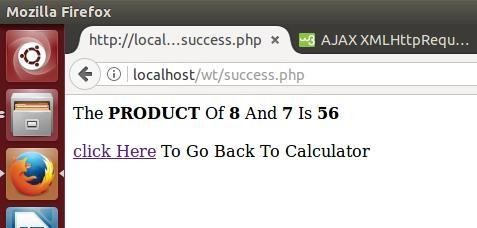 Mozilla Firefox
http://local...success.php
AJAX XMLHttpRequ...
localhost/wt/success.php
The PRODUCT Of 8 And 7 Is 56
click Here To Go Back To Calculator